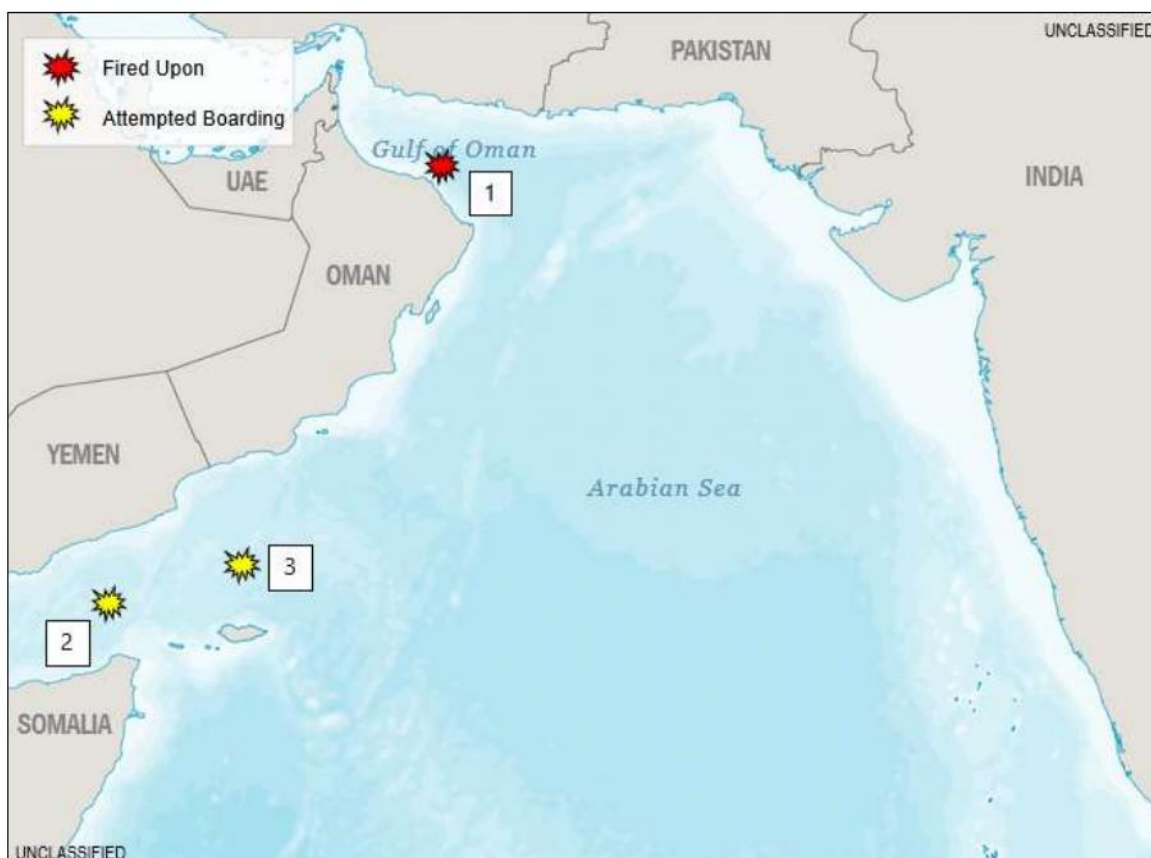 UNCLASSIFIED
Fired Upon
Attempted Boarding
PAKISTAN
Gulf of Oman
1
UAE
INDIA
OMAN
YEMEN
Arabian Sea
3
2
SOMALIA
UNCLASSIFIED